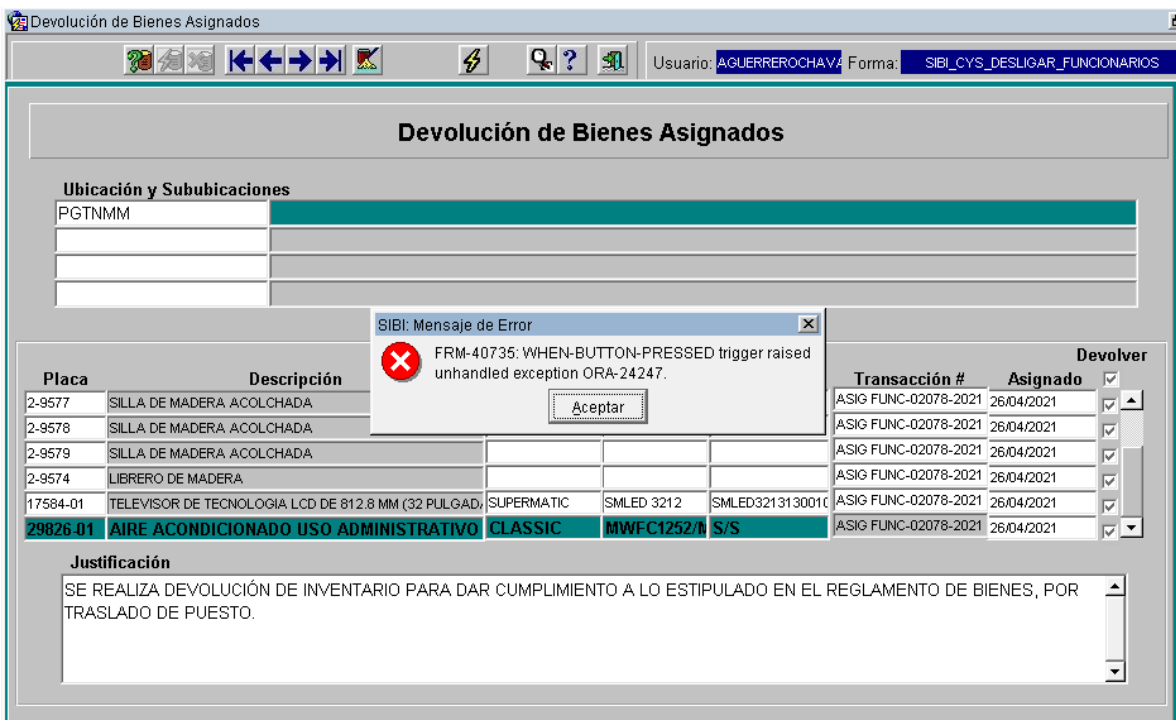 Devolución de Bienes Asignados
Usuario: AGUERREROCHAVA Forma: SIBI_CYS_DESLIGAR_FUNCIONARIOS
Devolución de Bienes Asignados
Ubicación y Sububicaciones
PGTNMM
SIBI: Mensaje de Error
FRM-40735: WHEN-BUTTON-PRESSED trigger raised
unhandled exception ORA-24247.
Aceptar
Devolver
Placa Descripción Transacción # Asignado
2-9577 SILLA DE MADERA ACOLCHADA ASIG FUNC-02078-2021 26/04/2021
2-9578 SILLA DE MADERA ACOLCHADA ASIG FUNC-02078-2021 26/04/2021
2-9579 SILLA DE MADERA ACOLCHADA ASIG FUNC-02078-2021 26/04/2021
2-9574 LIBRERO DE MADERA ASIG FUNC-02078-2021 26/04/2021
17584-01 TELEVISOR DE TECNOLOGIA LCD DE 812.8 MM (32 PULGADA SUPERMATIC SMLED 3212 SMLED3213130010 ASIG FUNC-02078-2021 26/04/2021
29826-01 AIRE ACONDICIONADO USO ADMINISTRATIVO CLASSIC MWFC1252/M S/S ASIG FUNC-02078-2021 26/04/2021
Justificación
SE REALIZA DEVOLUCIÓN DE INVENTARIO PARA DAR CUMPLIMIENTO A LO ESTIPULADO EN EL REGLAMENTO DE BIENES, POR
TRASLADO DE PUESTO.